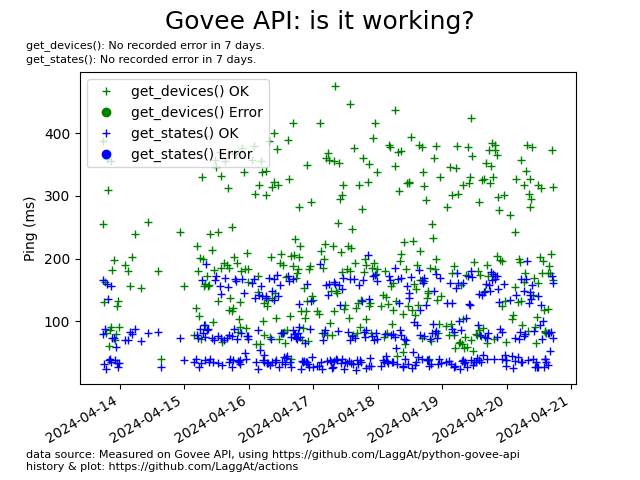 Govee API: is it working?
get_devices(): No recorded error in 7 days.
get_states(): No recorded error in 7 days.
get_devices() OK
get_devices() Error
get_states() OK
get_states() Error
Ping (ms)
400
300
200
100
2024-04-14
2024-04-15
2024-04-16
2024-04-17
2024-04-18
2024-04-19
2024-04-20
2024-04-21
data source: Measured on Govee API, using https://github.com/LaggAt/python-govee-api
history & plot: https://github.com/LaggAt/actions